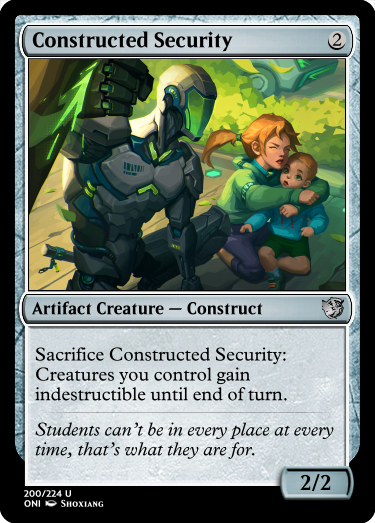 Constructed Security 2
Artifact Creature — Construct
Sacrifice Constructed Security:
Creatures you control gain
indestructible until end of turn.
Students can't be in every place at every
time, that's what they are for.
2/2
200/224 U
ONI Shoxiang